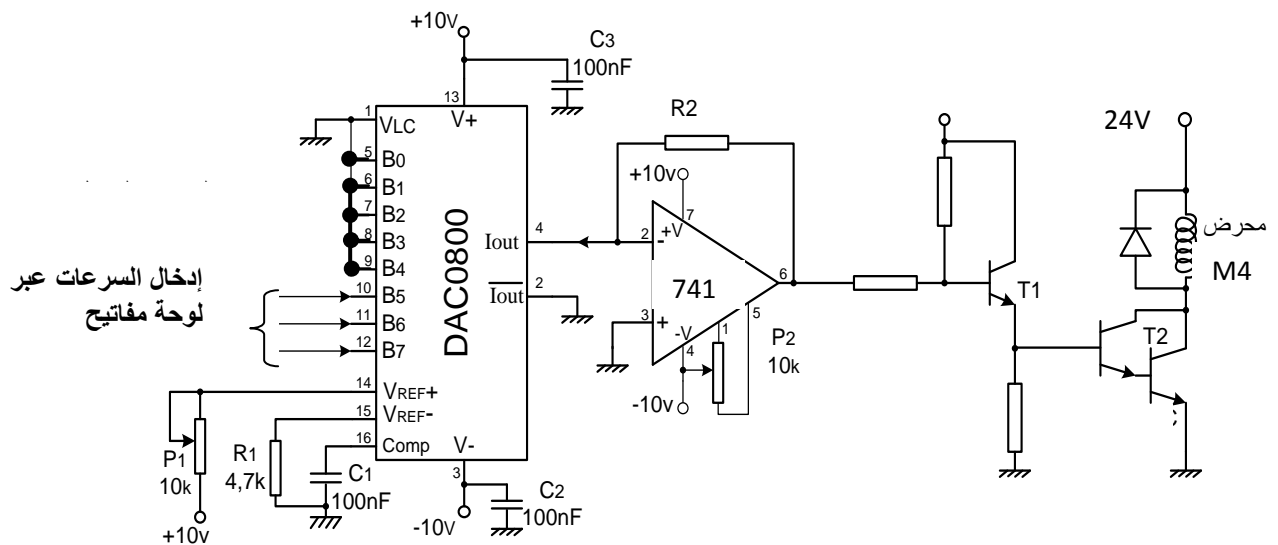 +10v
C3
100nF
13
V+
1
VLC
5
B0
6
B1
7
B2
8
B3
9
B4
10
B5
11
B6
12
B7
14
VREF+
15
VREF-
16
Comp
V-
3
DAC0800
4
Iout
2
Iout
إدخال السرعات عبر
لوحة مفاتيح
P1
10k
+10v
R1
4,7k
C1
100nF
-10v
C2
100nF
R2
+10v
7
+V
2
-
741
6
3
+
-V
4
1
5
-10v
P2
10k
T1
T2
24V
محرض
M4